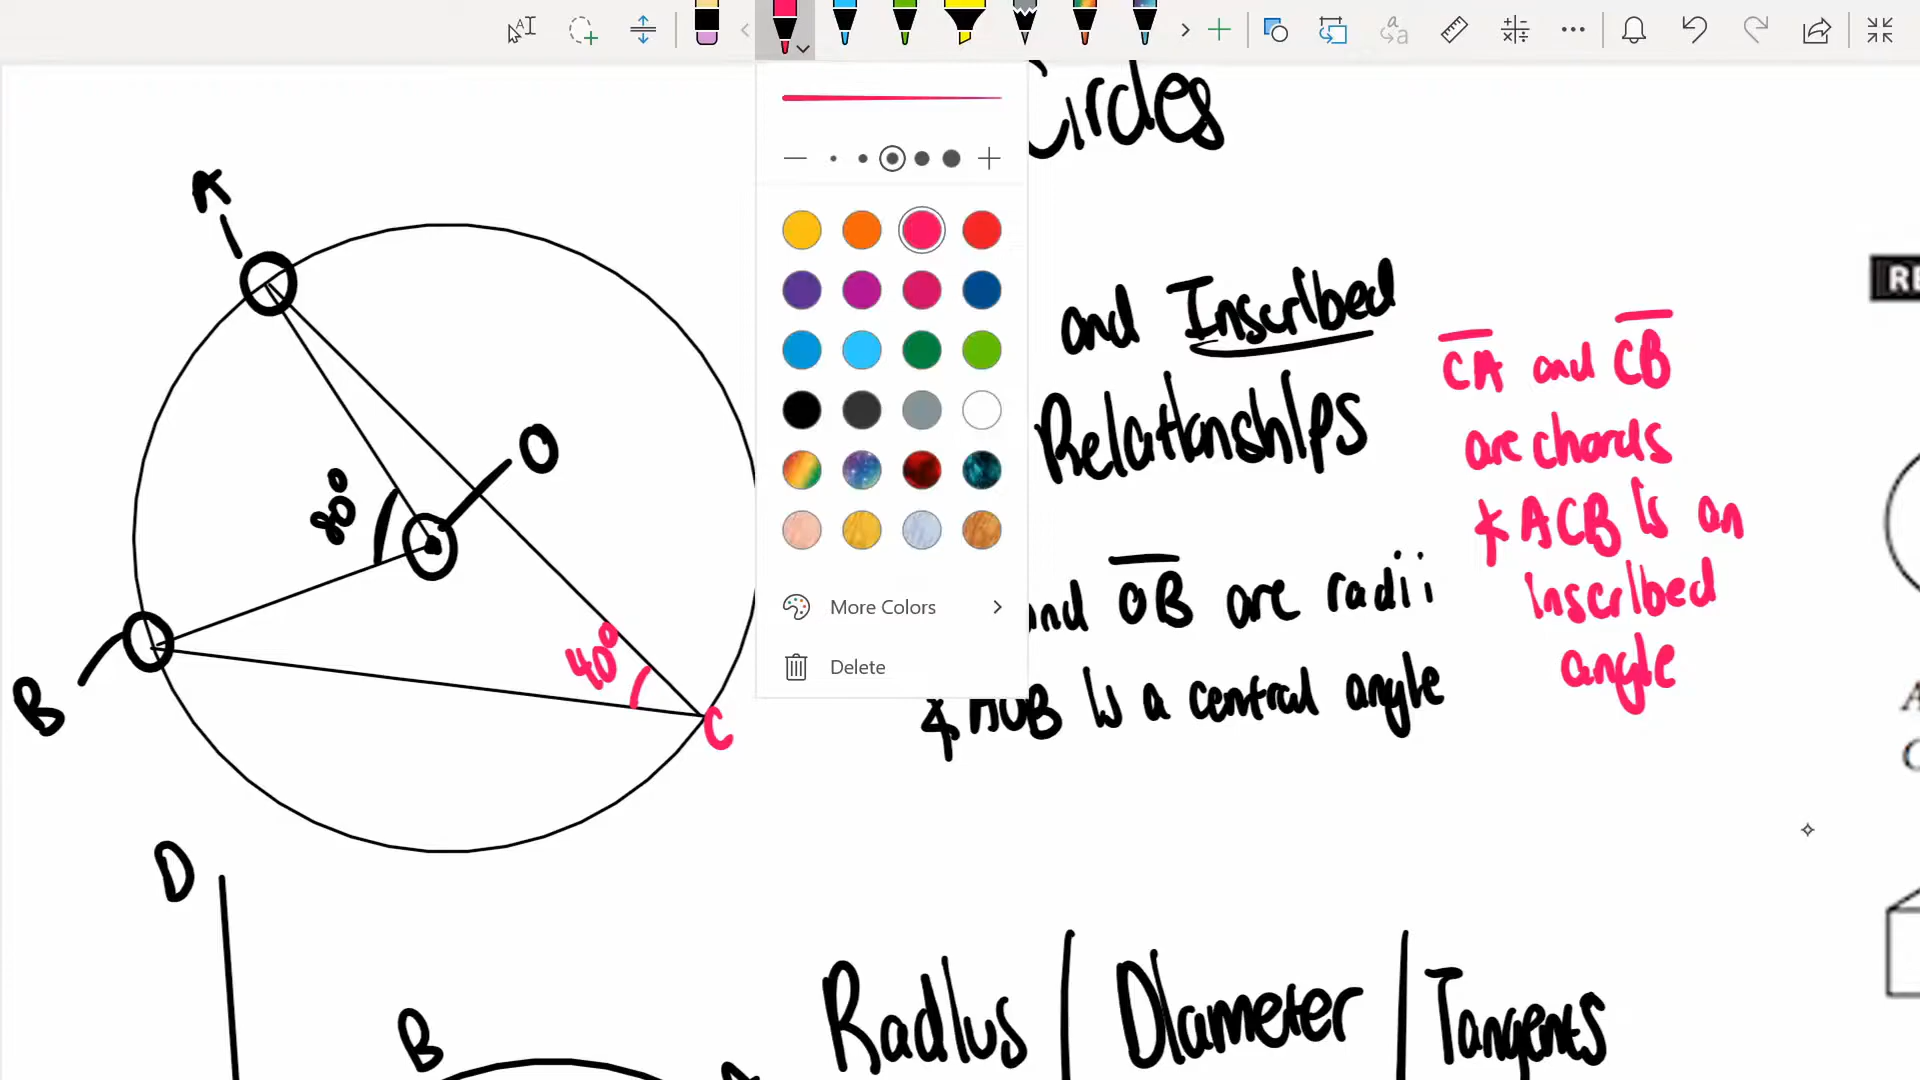 Circles
A
and Inscribed
RE
CA and CB
Relationships
are chords
O
80°
∡ ACB is an
and OB are radii
inscribed
More Colors
40°
angle
B
Delete
C
∡ AOB is a central angle
A
C
D
Radius | Diameter | Tangents
B